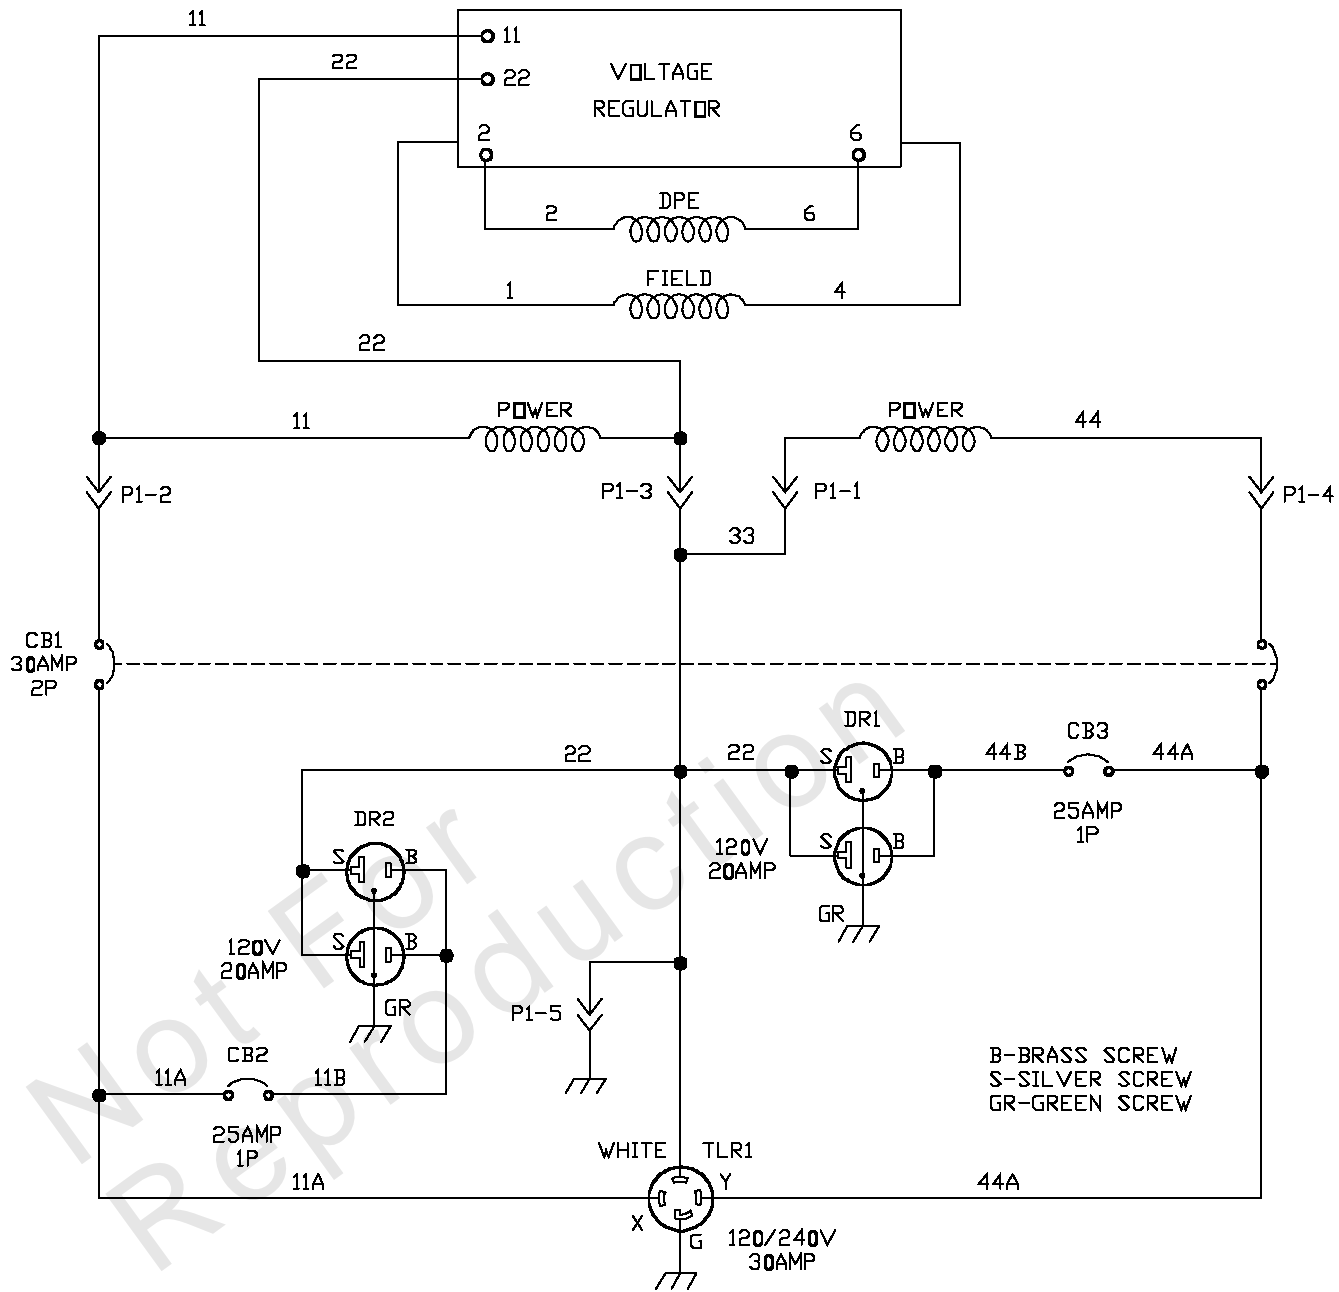 11
11
22
22
VOLTAGE
REGULATOR
2
6
DPE
2
6
FIELD
1
4
22
POWER
POWER
11
44
P1-2
P1-3
P1-1
P1-4
33
CB1
30AMP
2P
DR1
CB3
22
22
S
B
44B
44A
25AMP
1P
DR2
S
B
120V
20AMP
S
B
GR
120V
20AMP
S
B
GR
P1-5
CB2
11A
11B
25AMP
1P
B-BRASS SCREW
S-SILVER SCREW
GR-GREEN SCREW
WHITE
TLR1
11A
Y
44A
X
G
120/240V
30AMP
Not For
Reproduction